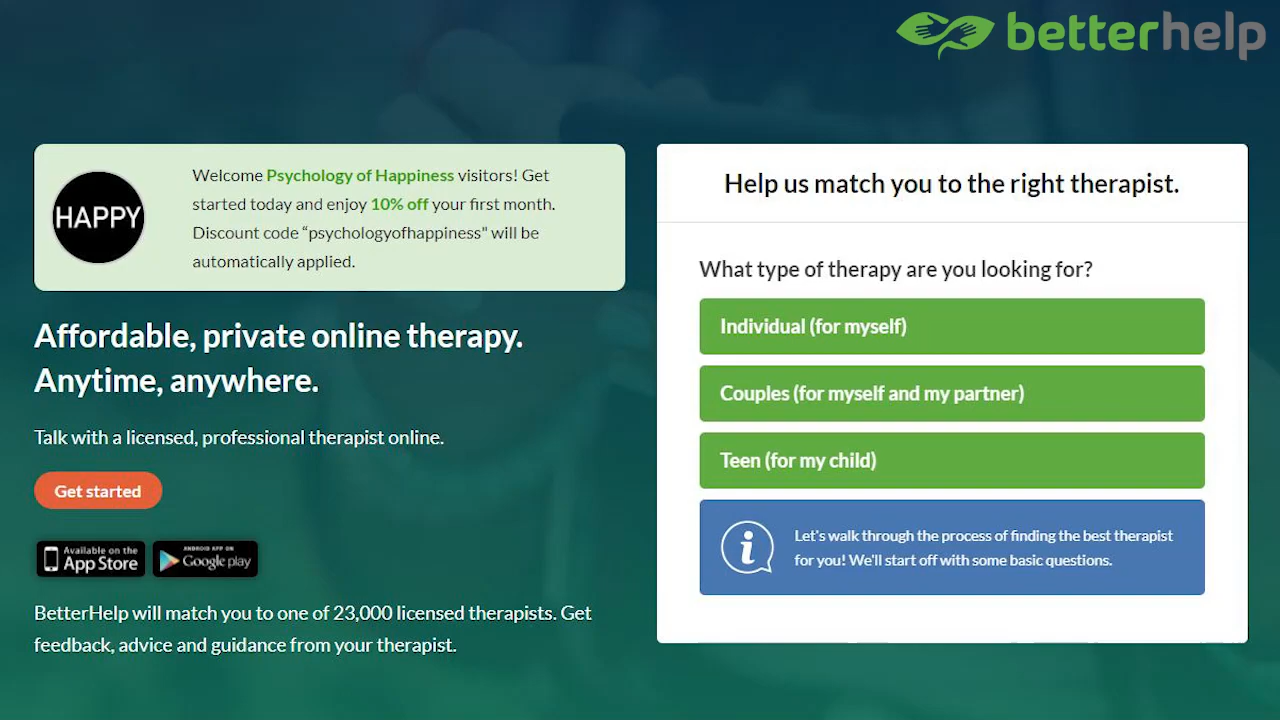 betterhelp
HAPPY
Welcome Psychology of Happiness visitors! Get
started today and enjoy 10% off your first month.
Discount code “psychologyofhappiness" will be
automatically applied.
Affordable, private online therapy.
Anytime, anywhere.
Talk with a licensed, professional therapist online.
Get started
Available on the
App Store
ANDROID APP ON
Google play
BetterHelp will match you to one of 23,000 licensed therapists. Get
feedback, advice and guidance from your therapist.
Help us match you to the right therapist.
What type of therapy are you looking for?
Individual (for myself)
Couples (for myself and my partner)
Teen (for my child)
Let's walk through the process of finding the best therapist
for you! We'll start off with some basic questions.